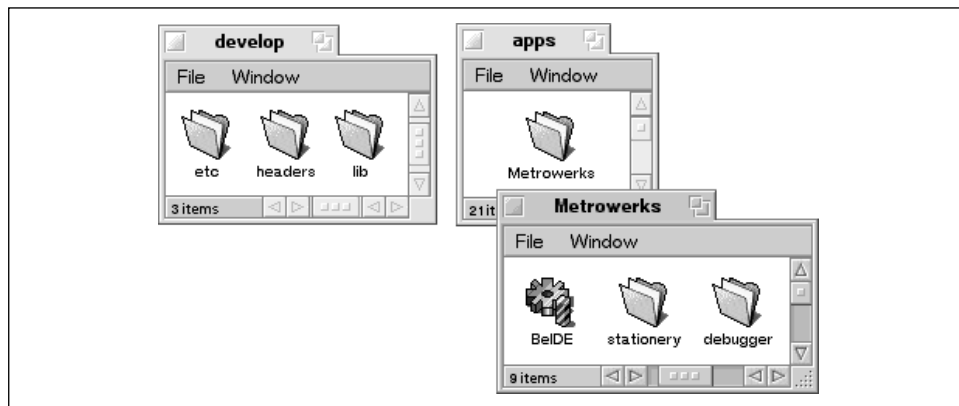 develop
File Window
etc headers lib
3 items
apps
File Window
Metrowerks
21 it
Metrowerks
File Window
BeIDE stationery debugger
9 items